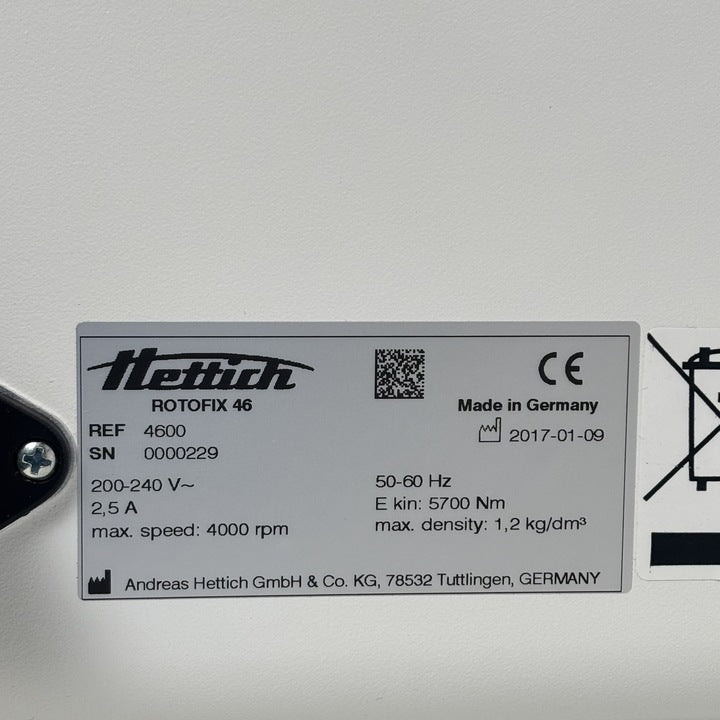 Hettich
ROTOFIX 46
REF 4600
SN 0000229
200-240 V~
2,5 A
max. speed: 4000 rpm
CE
Made in Germany
2017-01-09
50-60 Hz
E kin: 5700 Nm
max. density: 1,2 kg/dm³
Andreas Hettich GmbH & Co. KG, 78532 Tuttlingen, GERMANY